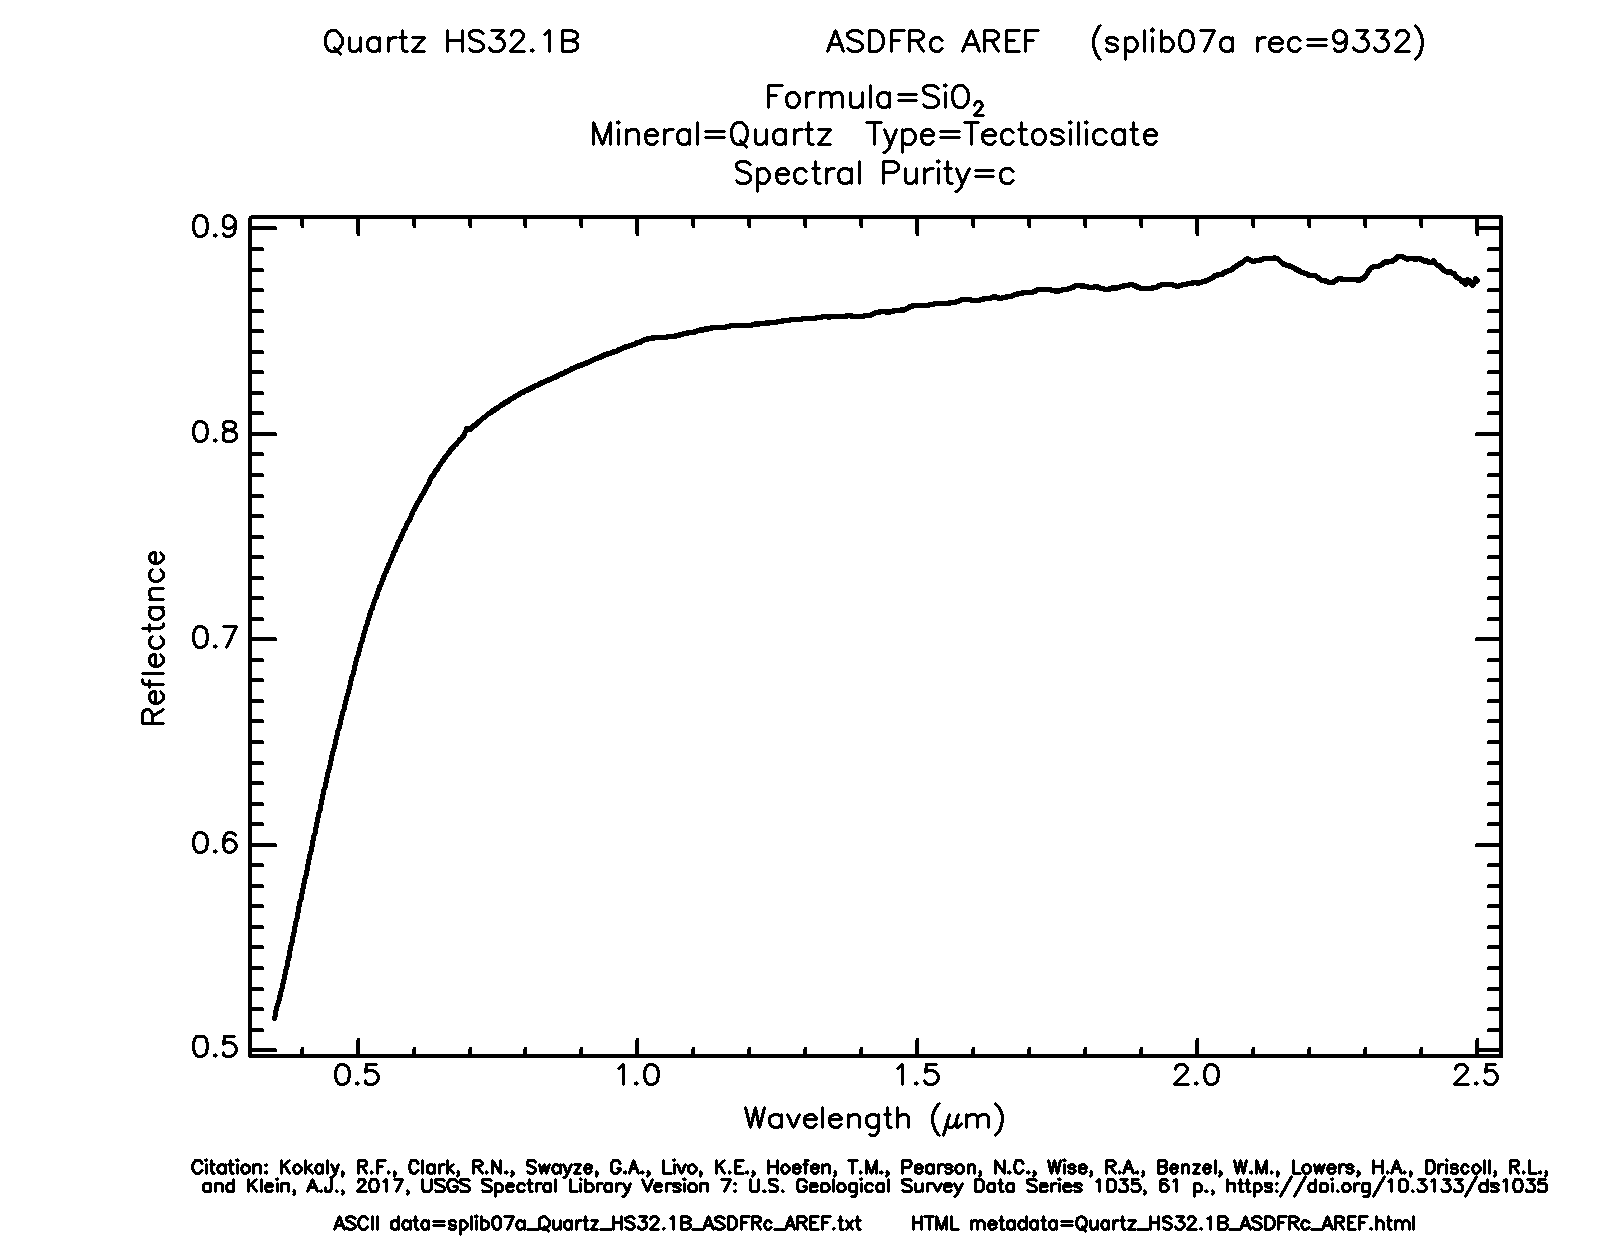 Quartz HS32.1B ASDFRc AREF (splib07a rec=9332)
Formula=SiO₂
Mineral=Quartz Type=Tectosilicate
Spectral Purity=c
0.9
0.8
0.7
0.6
0.5
Reflectance
0.5 1.0 1.5 2.0 2.5
Wavelength (μm)
Citation: Kokaly, R.F., Clark, R.N., Swayze, G.A., Livo, K.E., Hoefen, T.M., Pearson, N.C., Wise, R.A., Benzel, W.M., Lowers, H.A., Driscoll, R.L.,
and Klein, A.J., 2017, USGS Spectral Library Version 7: U.S. Geological Survey Data Series 1035, 61 p., https://doi.org/10.3133/ds1035
ASCII data=splib07a_Quartz_HS32.1B_ASDFRc_AREF.txt HTML metadata=Quartz_HS32.1B_ASDFRc_AREF.html